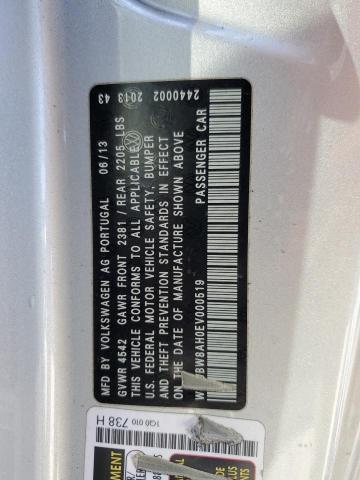 MFD BY VOLKSWAGEN AG PORTUGAL 06/13 2013 43
GVWR 4542 GAWR FRONT 2381 / REAR 2205 LBS 2440002
THIS VEHICLE CONFORMS TO ALL APPLICABLE
U.S. FEDERAL MOTOR VEHICLE SAFETY, BUMPER
AND THEFT PREVENTION STANDARDS IN EFFECT
ON THE DATE OF MANUFACTURE SHOWN ABOVE
PASSENGER CAR
1Q0 010 738 H